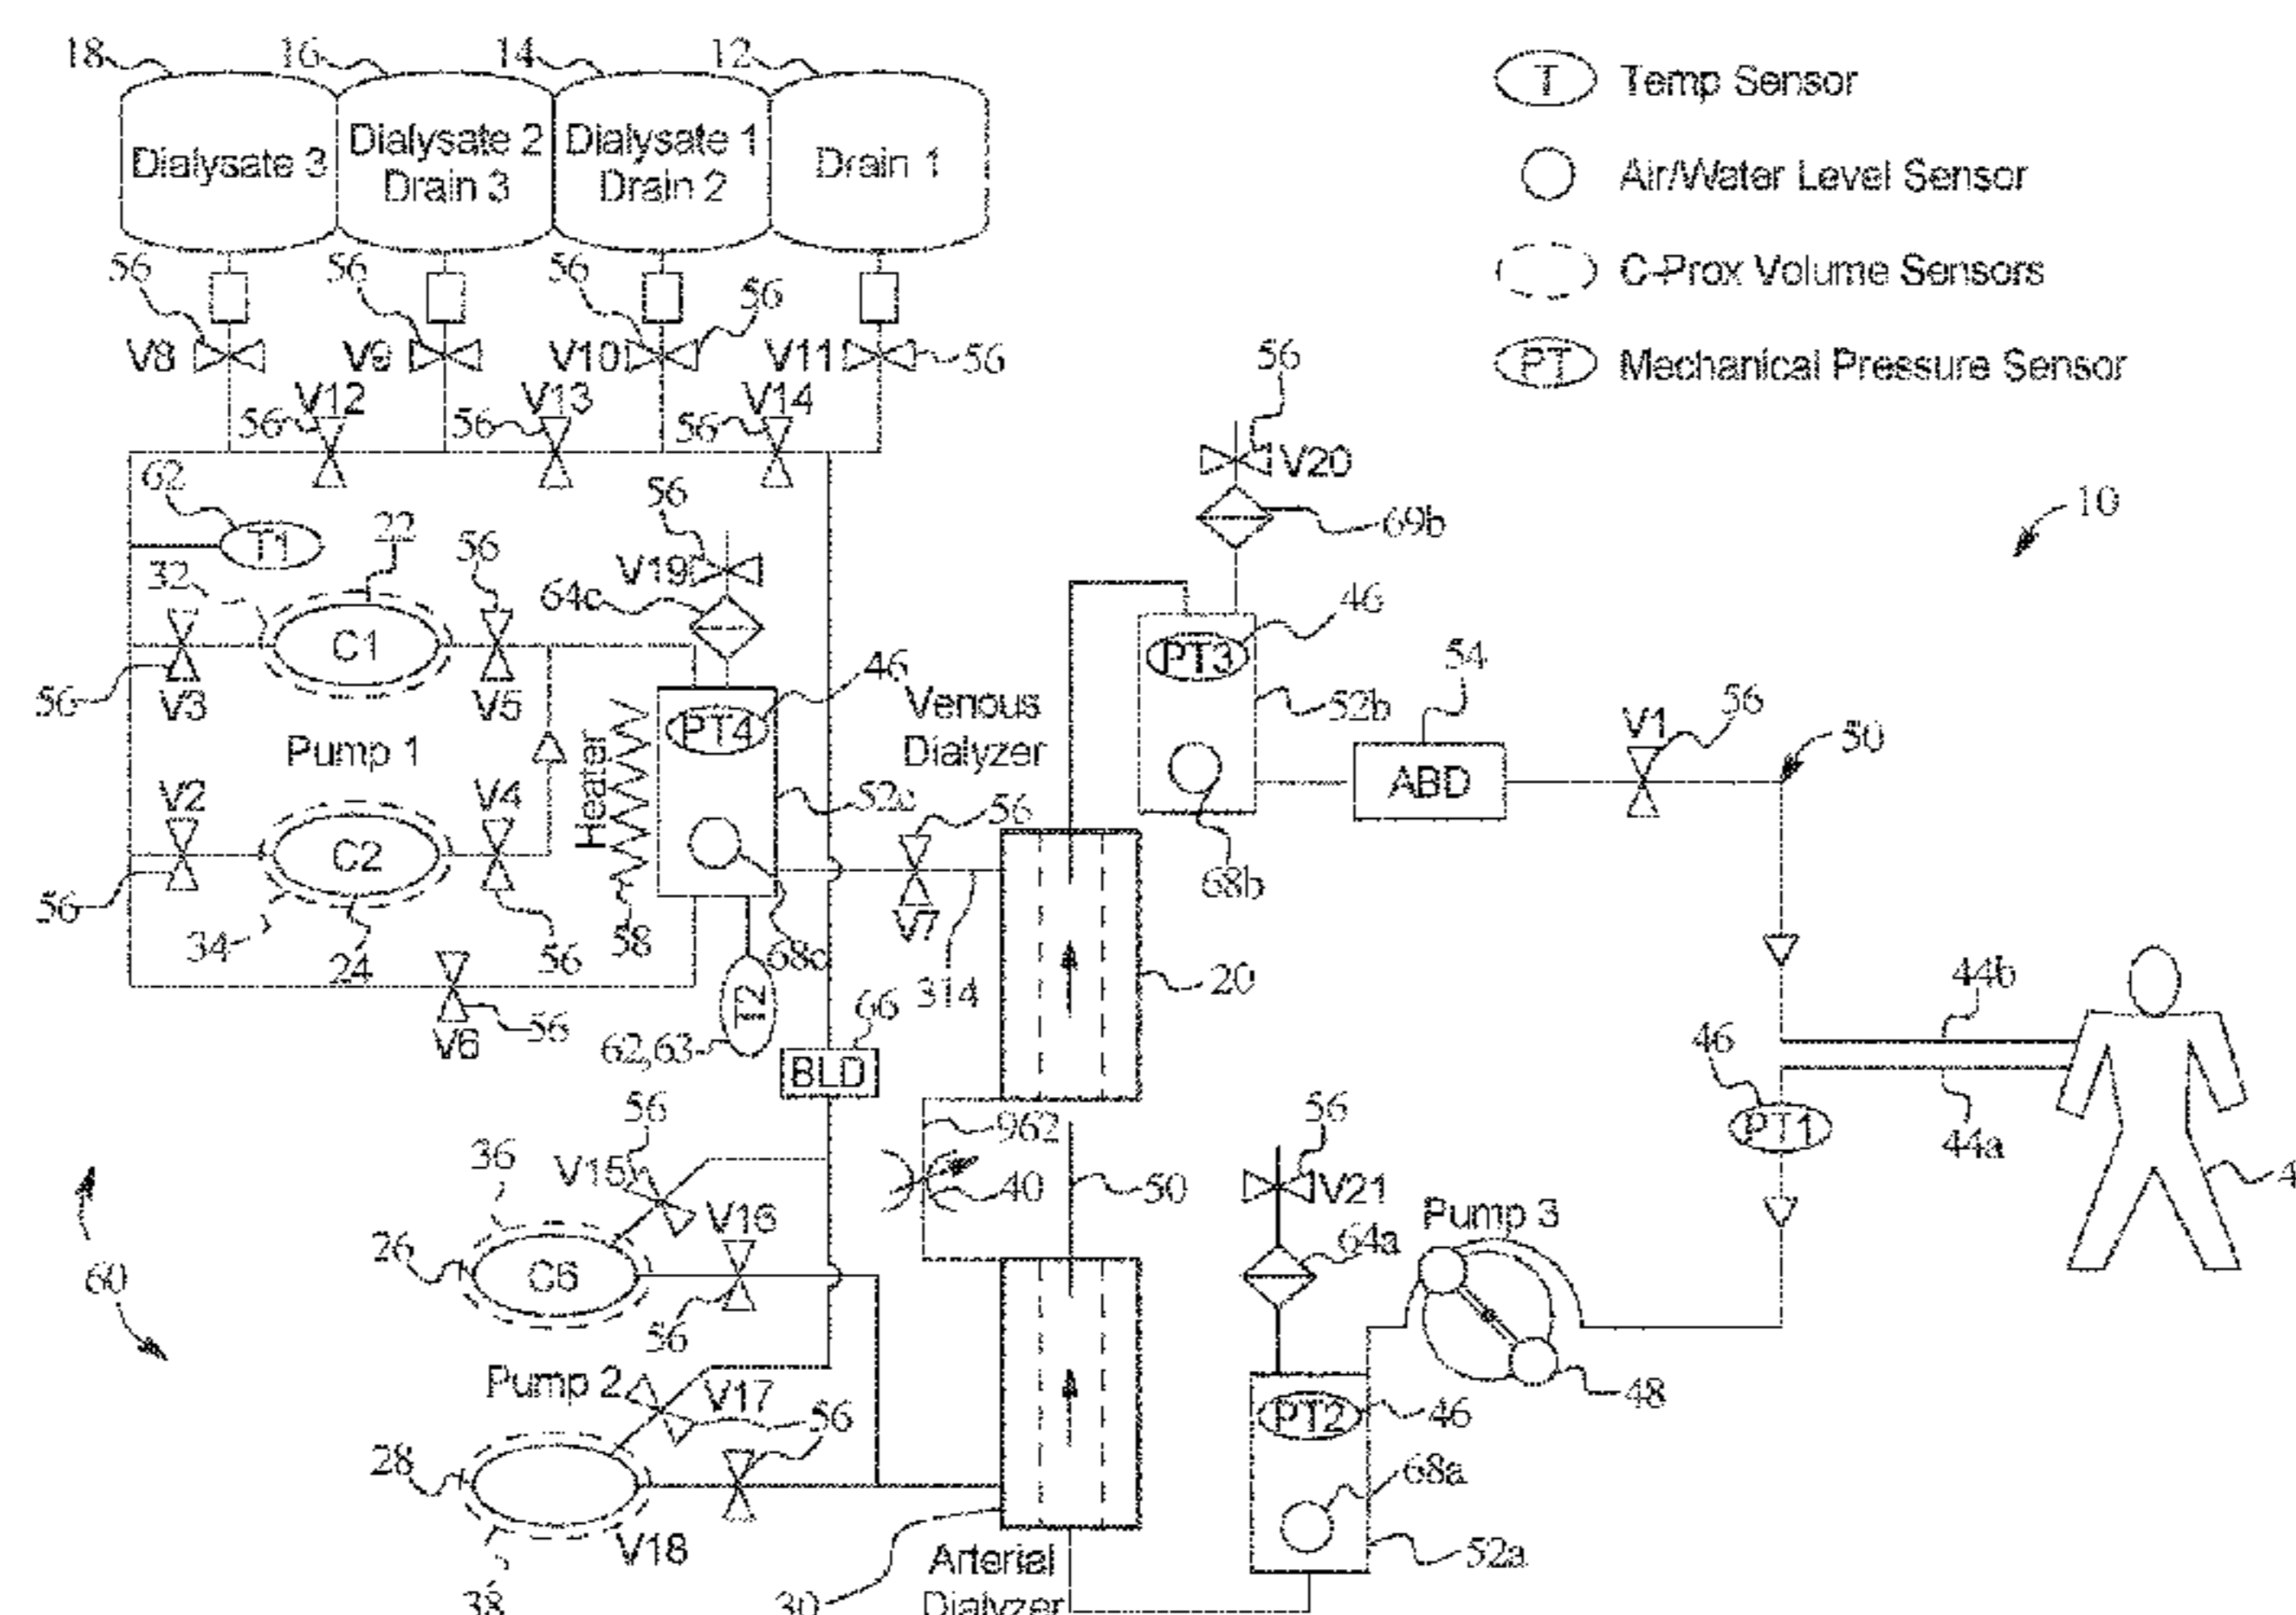 18
16
14
12
Dialysate 3
Dialysate 2
Drain 3
Dialysate 1
Drain 2
Drain 1
T Temp Sensor
Air/Water Level Sensor
C-Prox Volume Sensors
PT Mechanical Pressure Sensor
56
56
56
56
V8
V9
V10
V11
56
56
V12
56
V13
56
V14
56
V20
69b
10
62
T1
22
56
56
V19
64c
32
C1
56
V3
V5
46
PT4
Venous
Dialyzer
46
PT3
52b
54
ABD
V1
56
50
Pump 1
Heater
V2
V4
C2
56
34
24
56
58
52c
68c
56
V7
314
68b
20
V6
56
T2
62,63
66
BLD
44b
44a
46
PT1
56
V15
36
26
C5
V16
56
962
40
50
56
V21
64a
Pump 3
48
60
Pump 2
V17
56
28
38
V18
PT2
46
68a
52a
30
Arterial
Dialyzer